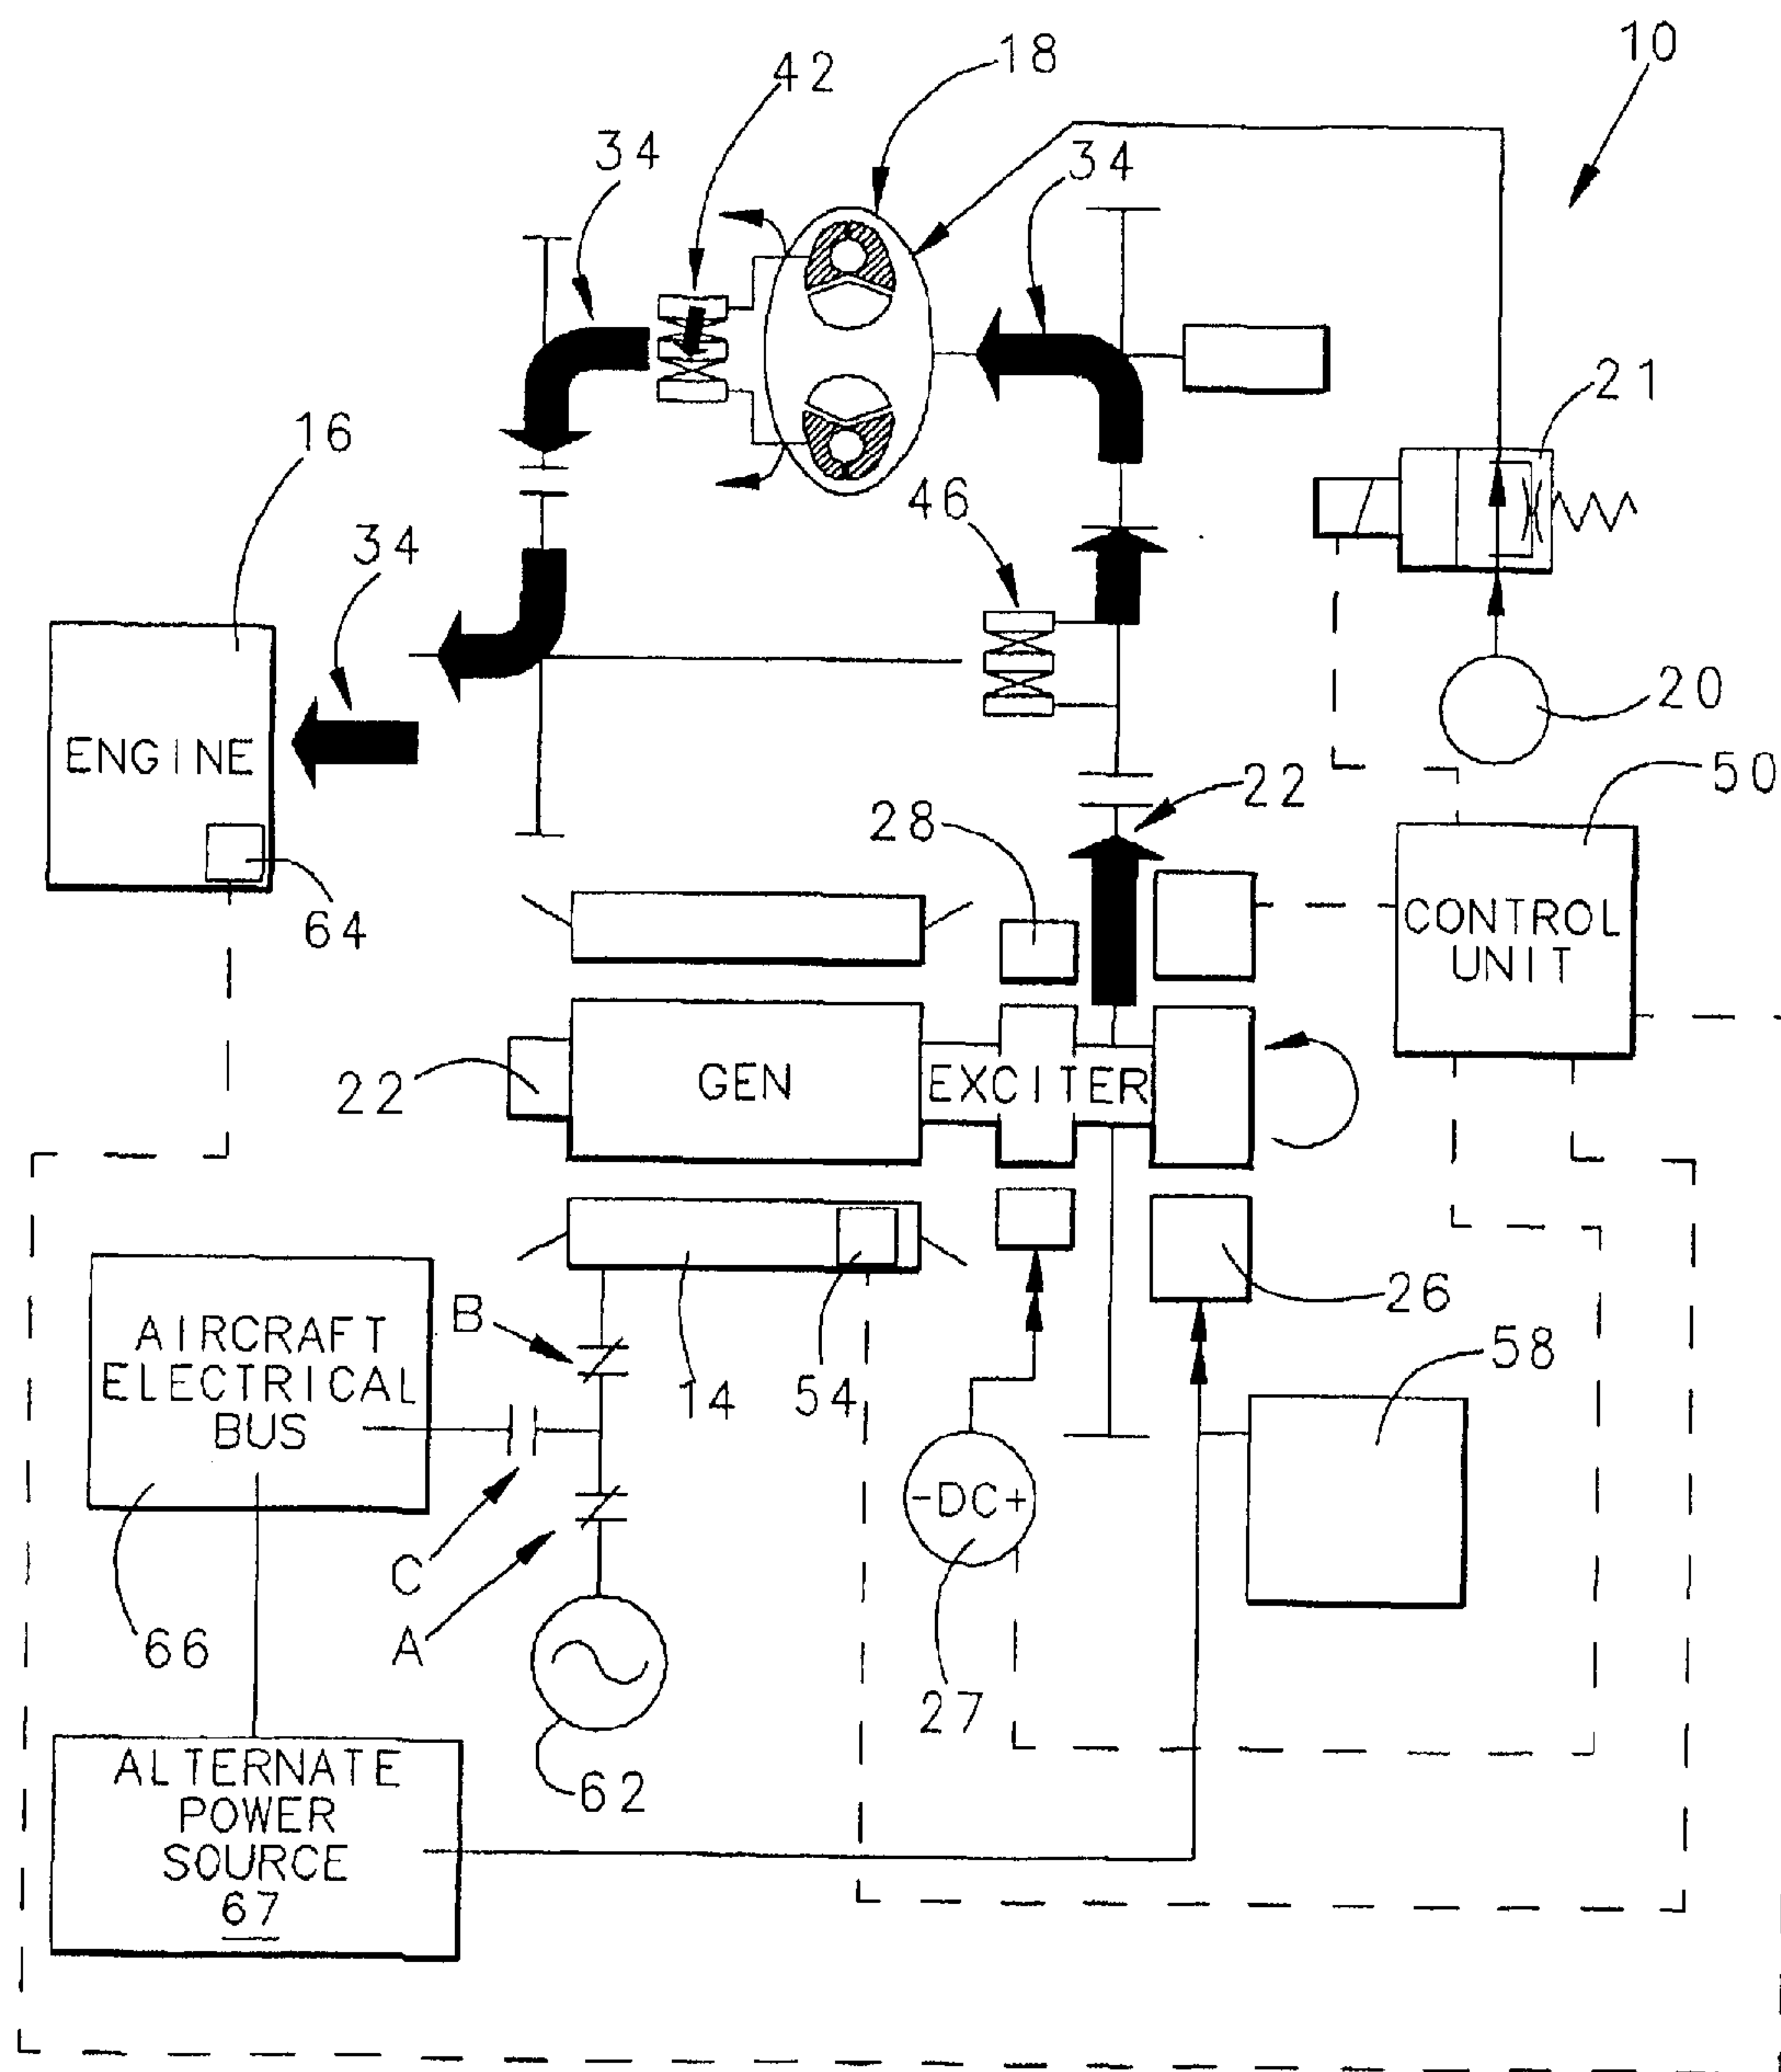 10
18
42
34
34
21
16
46
34
20
ENGINE
50
22
28
64
CONTROL
UNIT
22
GEN
EXCITER
B
26
AIRCRAFT
ELECTRICAL
BUS
14
54
58
-DC+
C
A
66
27
62
ALTERNATE
POWER
SOURCE
67